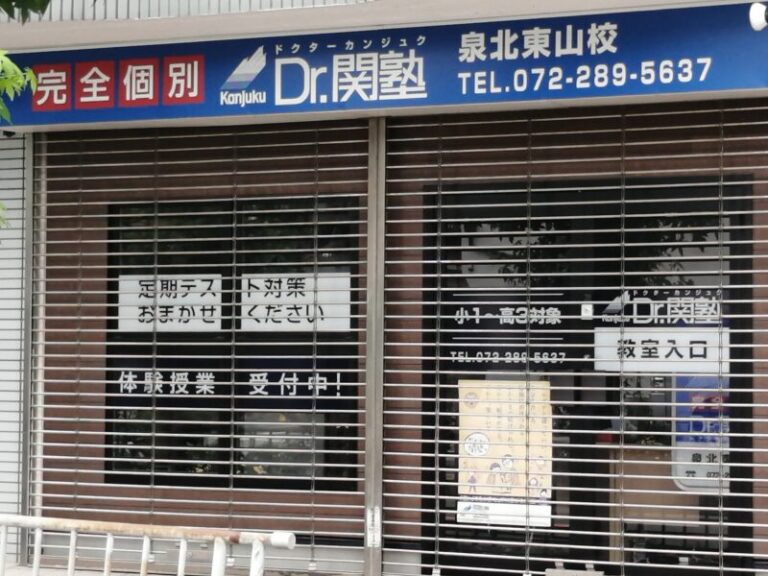 完全個別
Kanjuku
ドクターカンジュク
Dr.関塾
泉北東山校
TEL.072-289-5637
定期テスト対策
おまかせください
体験授業 受付中!
小1~高3対象
TEL.072-289-5637
ドクターカンジュク
Dr.関塾
教室入口